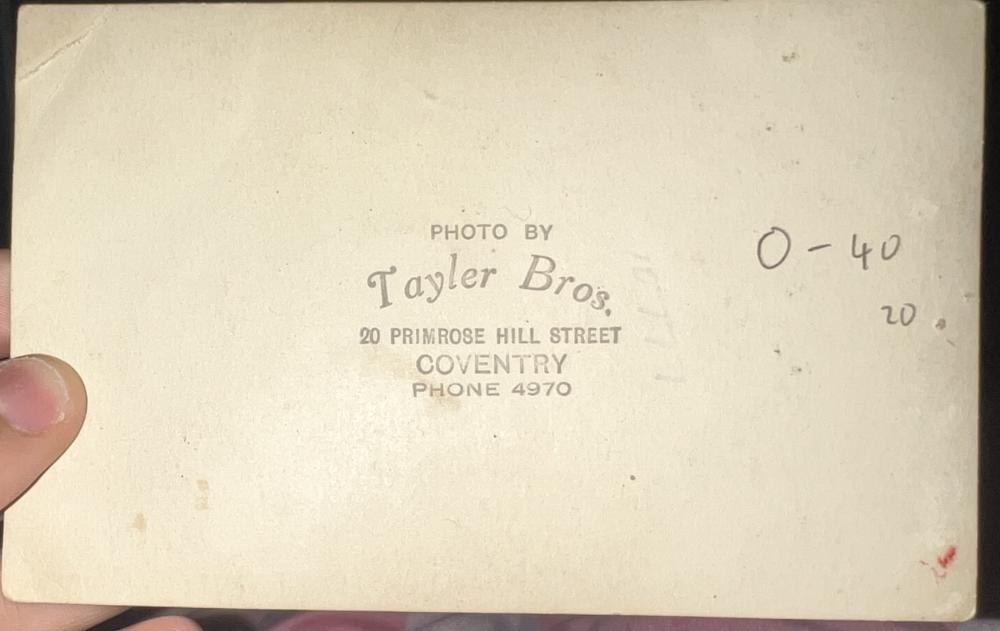 PHOTO BY
Tayler Bros.
20 PRIMROSE HILL STREET
COVENTRY
PHONE 4970
0 - 40
20